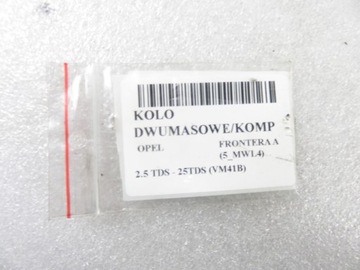 KOLO
DWUMASOWE/KOMP
OPEL FRONTERA A
(5_MWL4)
2.5 TDS - 25TDS (VM41B)